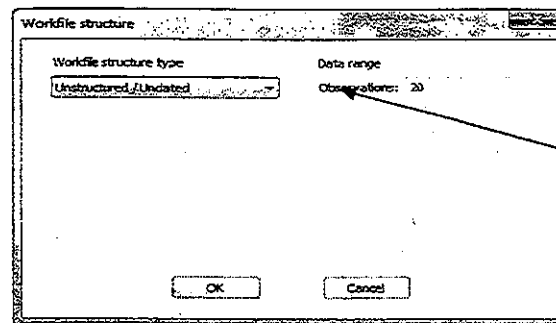 Workfile structure
Workfile structure type
Data range
Unstructured / Undated
Observations: 20
OK
Cancel